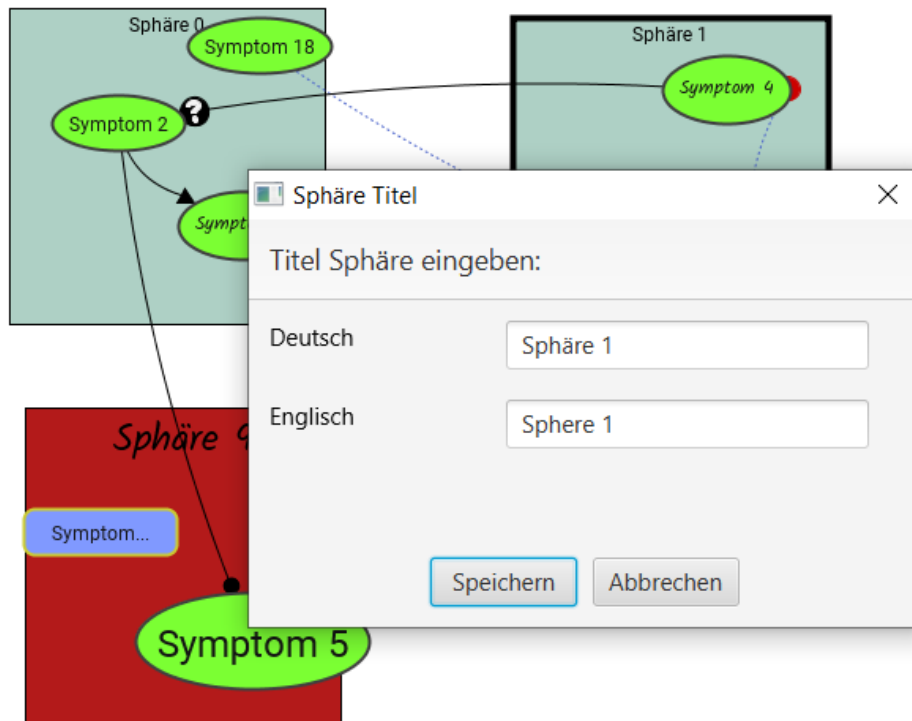 Sphäre 0
Symptom 18
Sphäre 1
Symptom 4
?
Symptom 2
Sphäre Titel
Titel Sphäre eingeben:
Deutsch
Sphäre 1
Englisch
Sphere 1
Sphäre
Symptom...
Speichern
Abbrechen
Symptom 5